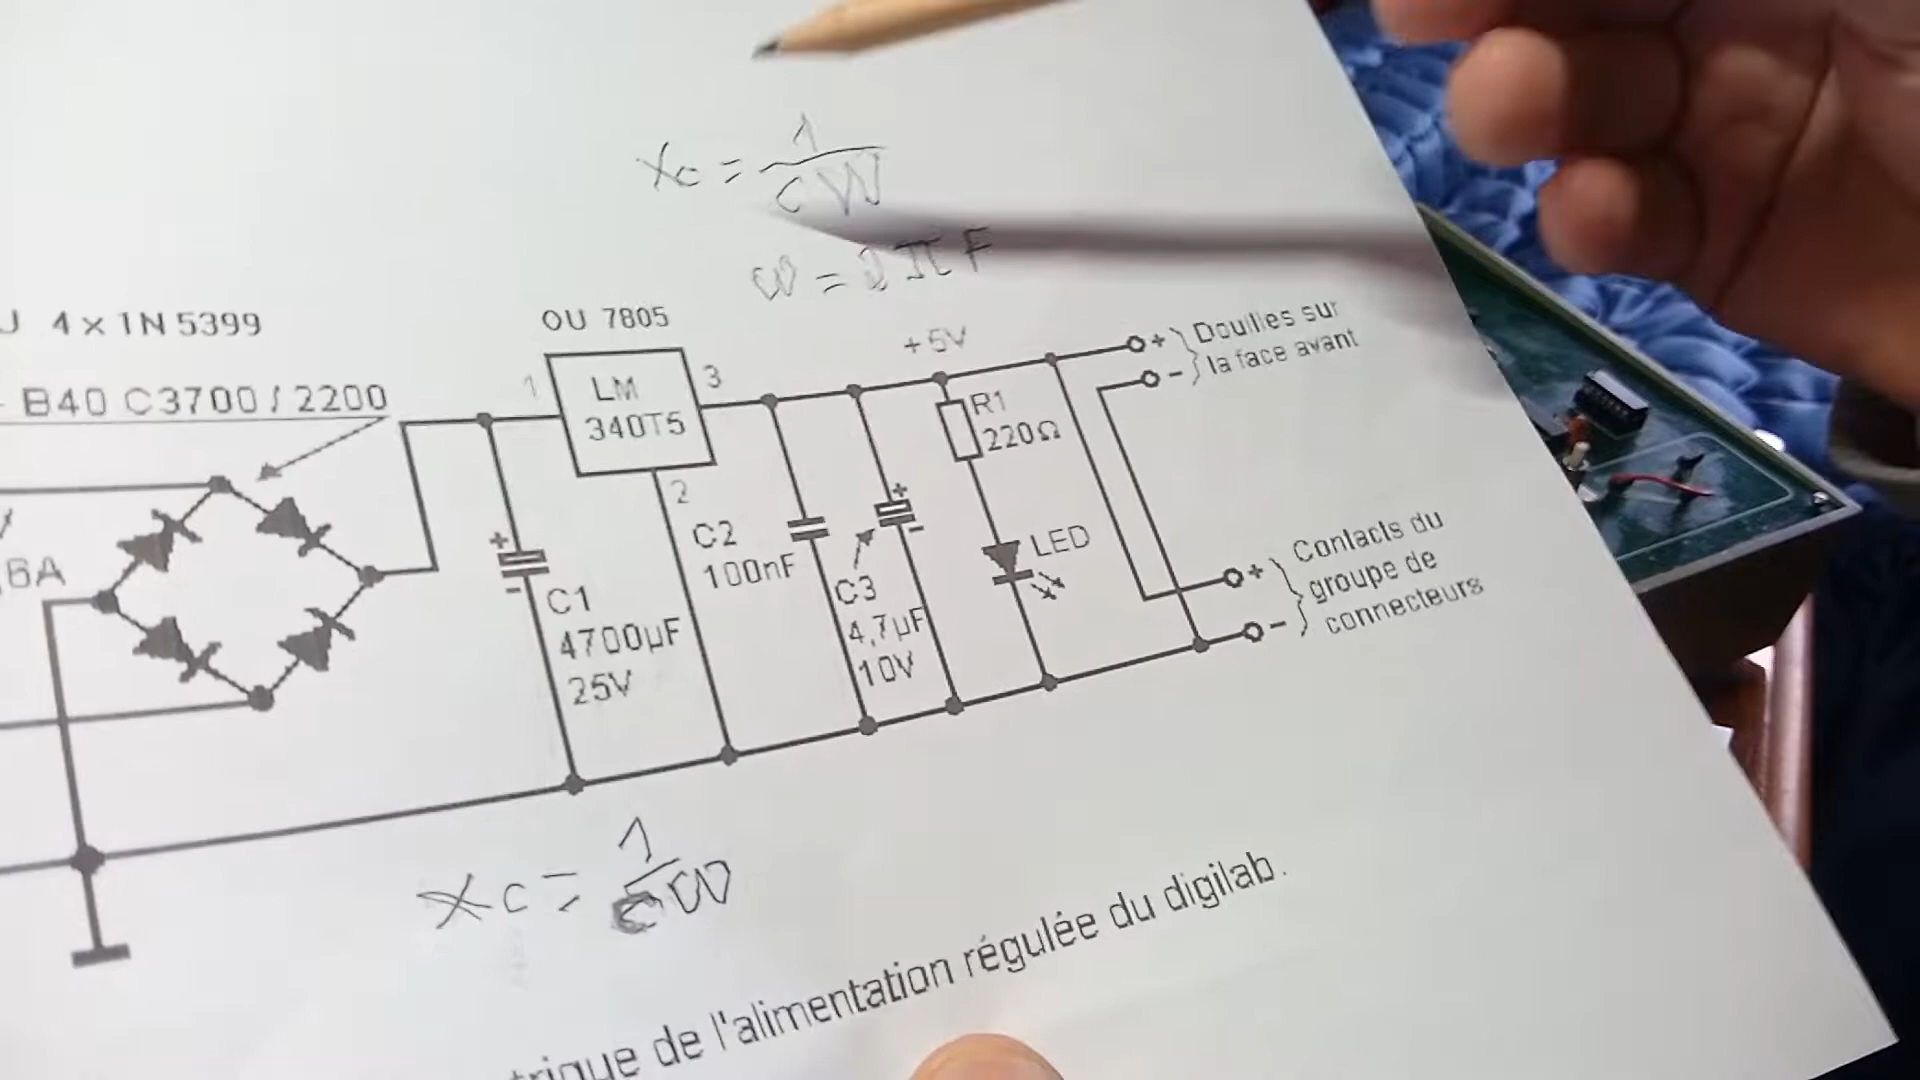 Xc = 1
CW
ω = 2πF
4 x 1N 5399
B40 C3700 / 2200
6A
OU 7805
1
LM
340T5
3
2
+5V
+
-
Douilles sur
la face avant
R1
220Ω
C2
100nF
+
-
C3
4,7µF
10V
LED
+
-
C1
4700µF
25V
+
-
Contacts du
groupe de
connecteurs
Xc = 1
cω
trique de l'alimentation régulée du digilab.